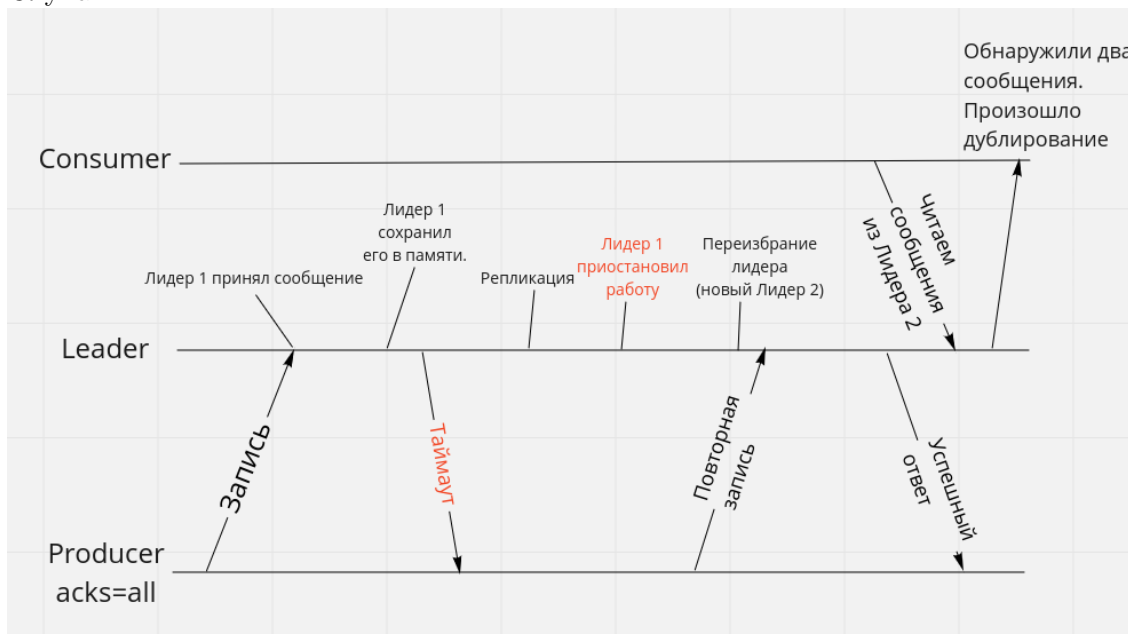 Обнаружили два
сообщения.
Произошло
дублирование
Consumer
Читаем
сообщения
из Лидера 2
Лидер 1
сохранил
его в памяти.
Лидер 1 принял сообщение
Репликация
Лидер 1
приостановил
работу
Переизбрание
лидера
(новый Лидер 2)
Leader
Запись
Таймаут
Повторная
запись
Успешный
ответ
Producer
acks=all